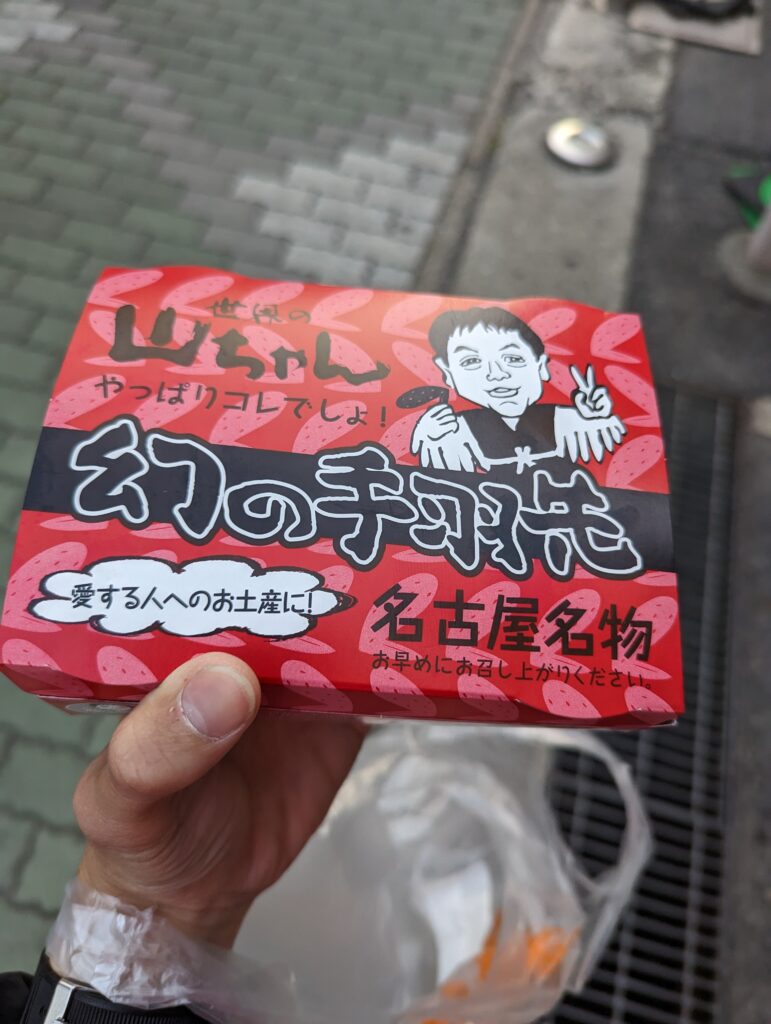 世界の
山ちゃん
やっぱりコレでしょ!
幻の手羽先
愛する人へのお土産に!
名古屋名物
お早めにお召し上がりください。